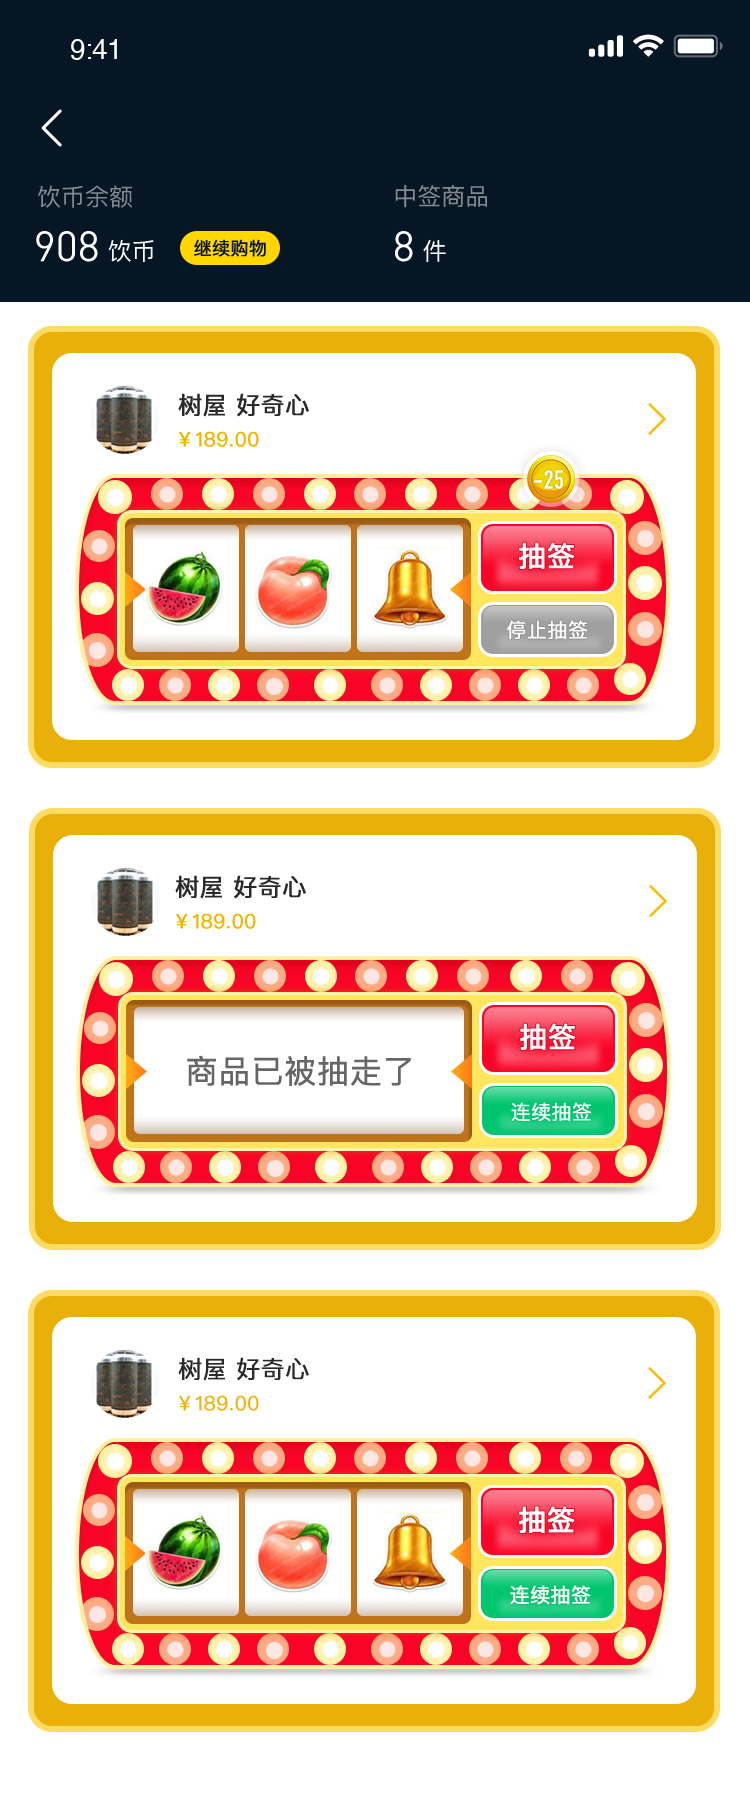 9:41
饮币余额
中签商品
908 饮币
继续购物
8 件
树屋 好奇心
¥189.00
-25
抽签
停止抽签
树屋 好奇心
¥189.00
商品已被抽走了
抽签
连续抽签
树屋 好奇心
¥189.00
抽签
连续抽签